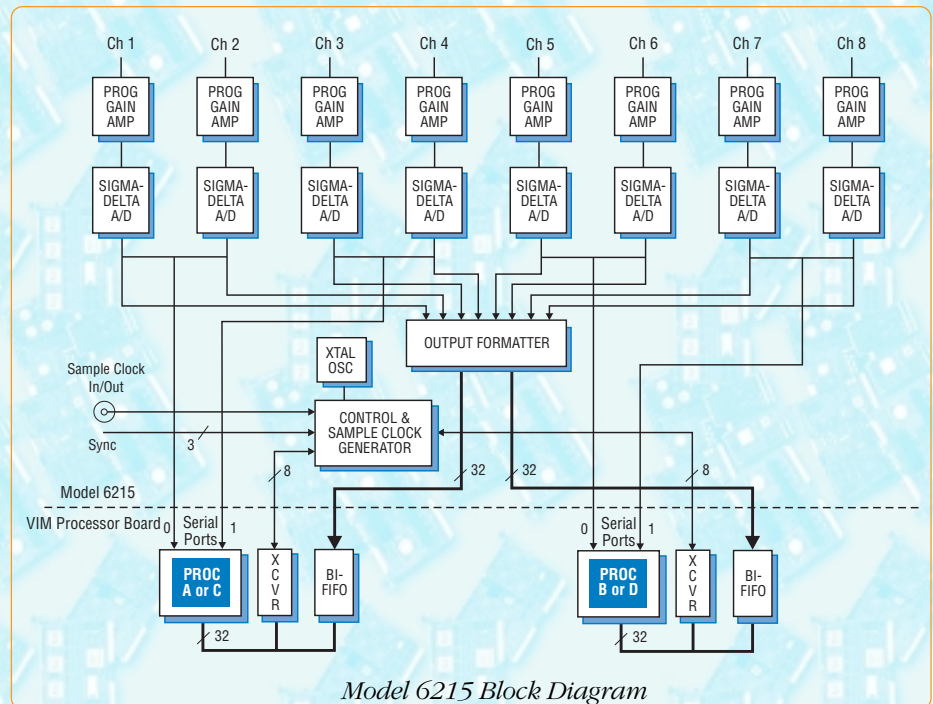 Ch 1 Ch 2 Ch 3 Ch 4 Ch 5 Ch 6 Ch 7 Ch 8
PROG PROG PROG PROG PROG PROG PROG PROG
GAIN GAIN GAIN GAIN GAIN GAIN GAIN GAIN
AMP AMP AMP AMP AMP AMP AMP AMP
SIGMA- SIGMA- SIGMA- SIGMA- SIGMA- SIGMA- SIGMA- SIGMA-
DELTA DELTA DELTA DELTA DELTA DELTA DELTA DELTA
A/D A/D A/D A/D A/D A/D A/D A/D
OUTPUT FORMATTER
XTAL
OSC
Sample Clock
In/Out
CONTROL &
SAMPLE CLOCK
GENERATOR
Sync
3
8
32
32
8
Model 6215
VIM Processor Board
0 Serial 1
Ports
0 Serial 1
Ports
PROC
A or C
X
C
V
R
BI-
FIFO
PROC
B or D
X
C
V
R
BI-
FIFO
32
32
Model 6215 Block Diagram